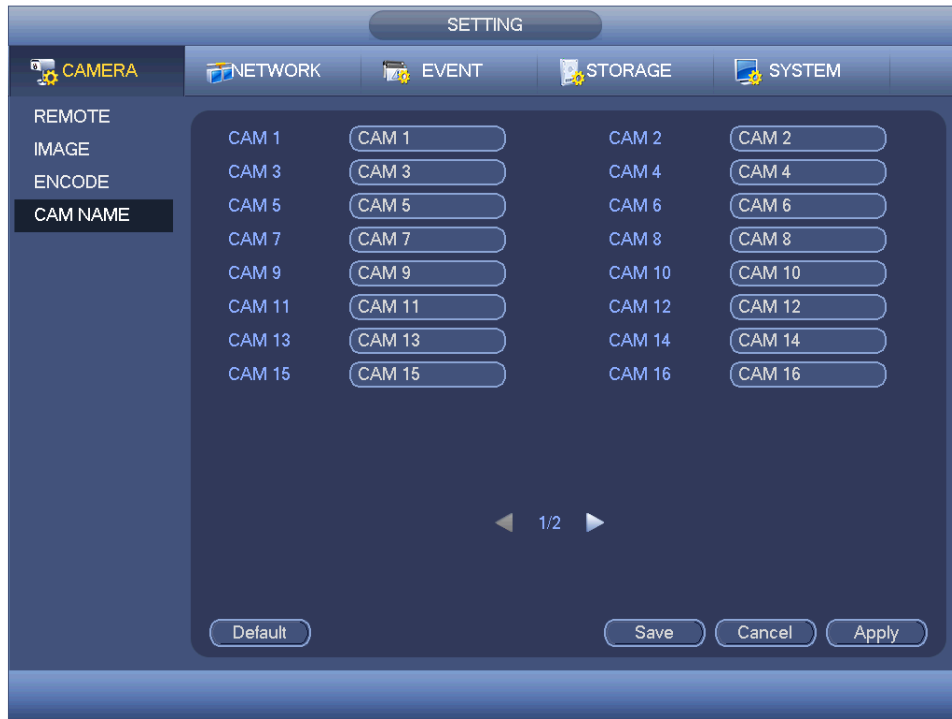 SETTING
CAMERA NETWORK EVENT STORAGE SYSTEM
REMOTE
IMAGE
ENCODE
CAM NAME
CAM 1 CAM 1 CAM 2 CAM 2
CAM 3 CAM 3 CAM 4 CAM 4
CAM 5 CAM 5 CAM 6 CAM 6
CAM 7 CAM 7 CAM 8 CAM 8
CAM 9 CAM 9 CAM 10 CAM 10
CAM 11 CAM 11 CAM 12 CAM 12
CAM 13 CAM 13 CAM 14 CAM 14
CAM 15 CAM 15 CAM 16 CAM 16
1/2
Default Save Cancel Apply